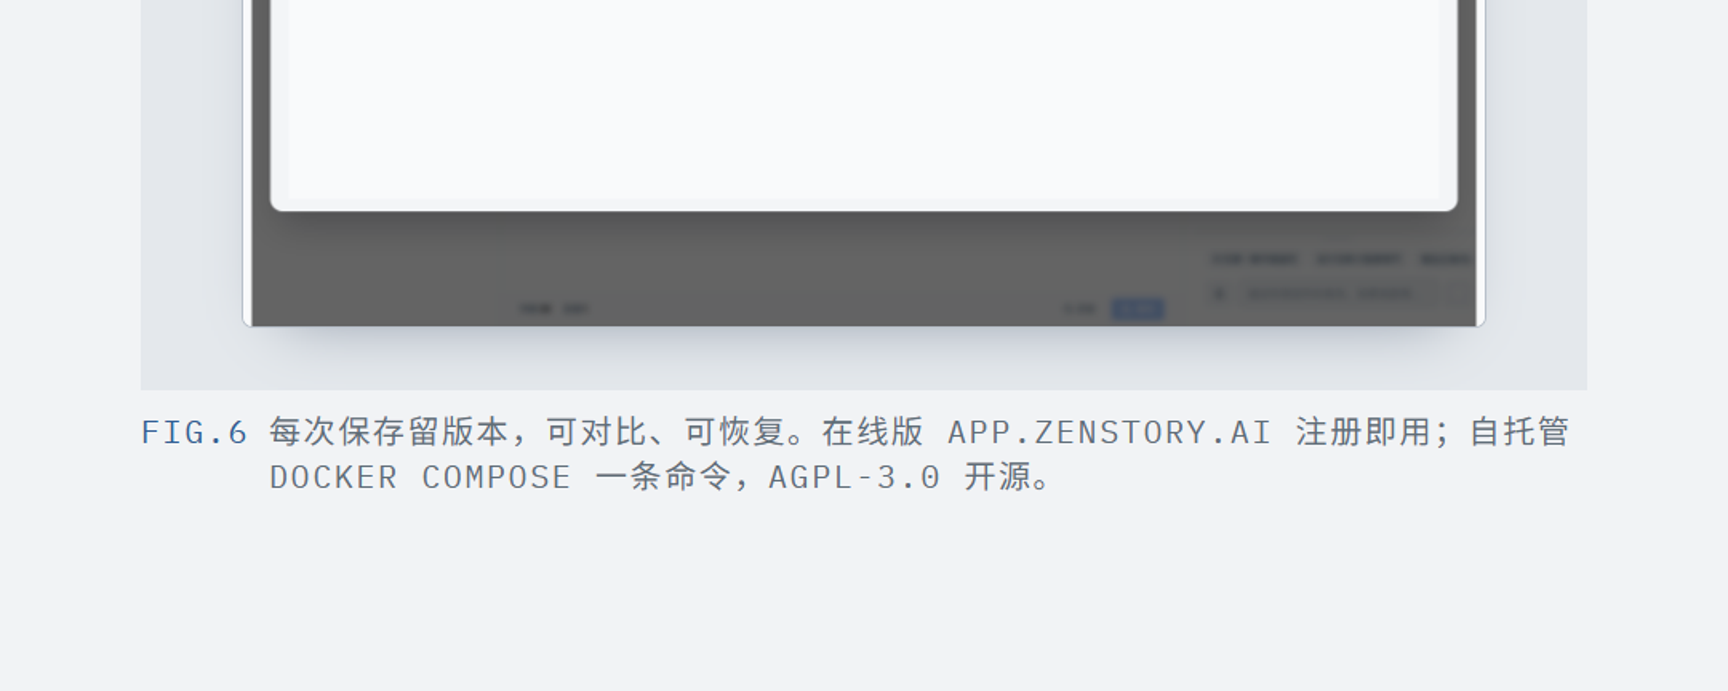 FIG.6 每次保存留版本，可对比、可恢复。在线版 APP.ZENSTORY.AI 注册即用；自托管
DOCKER COMPOSE 一条命令，AGPL-3.0 开源。